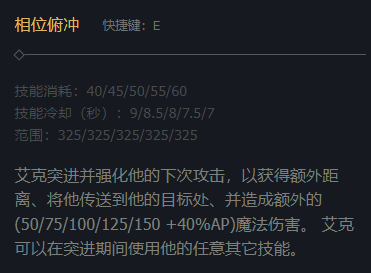 相位俯冲 快捷键：E
技能消耗：40/45/50/55/60
技能冷却（秒）：9/8.5/8/7.5/7
范围：325/325/325/325/325
艾克突进并强化他的下次攻击，以获得额外距
离、将他传送到他的目标处、并造成额外的
(50/75/100/125/150 +40%AP)魔法伤害。 艾克
可以在突进期间使用他的任意其它技能。